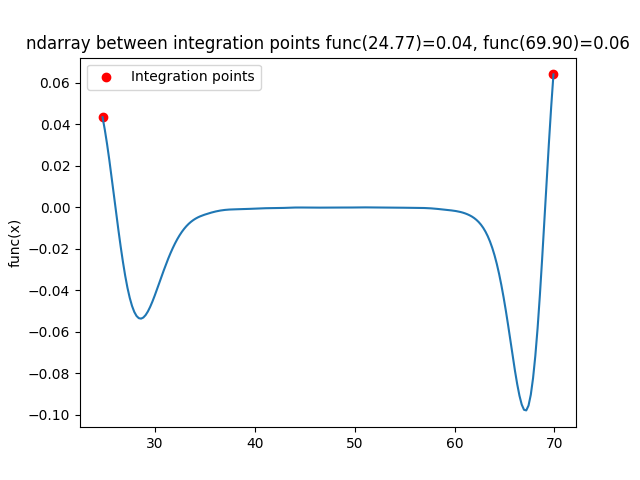 ndarray between integration points func(24.77)=0.04, func(69.90)=0.06
Integration points
0.06
0.04
0.02
0.00
−0.02
−0.04
−0.06
−0.08
−0.10
func(x)
30 40 50 60 70